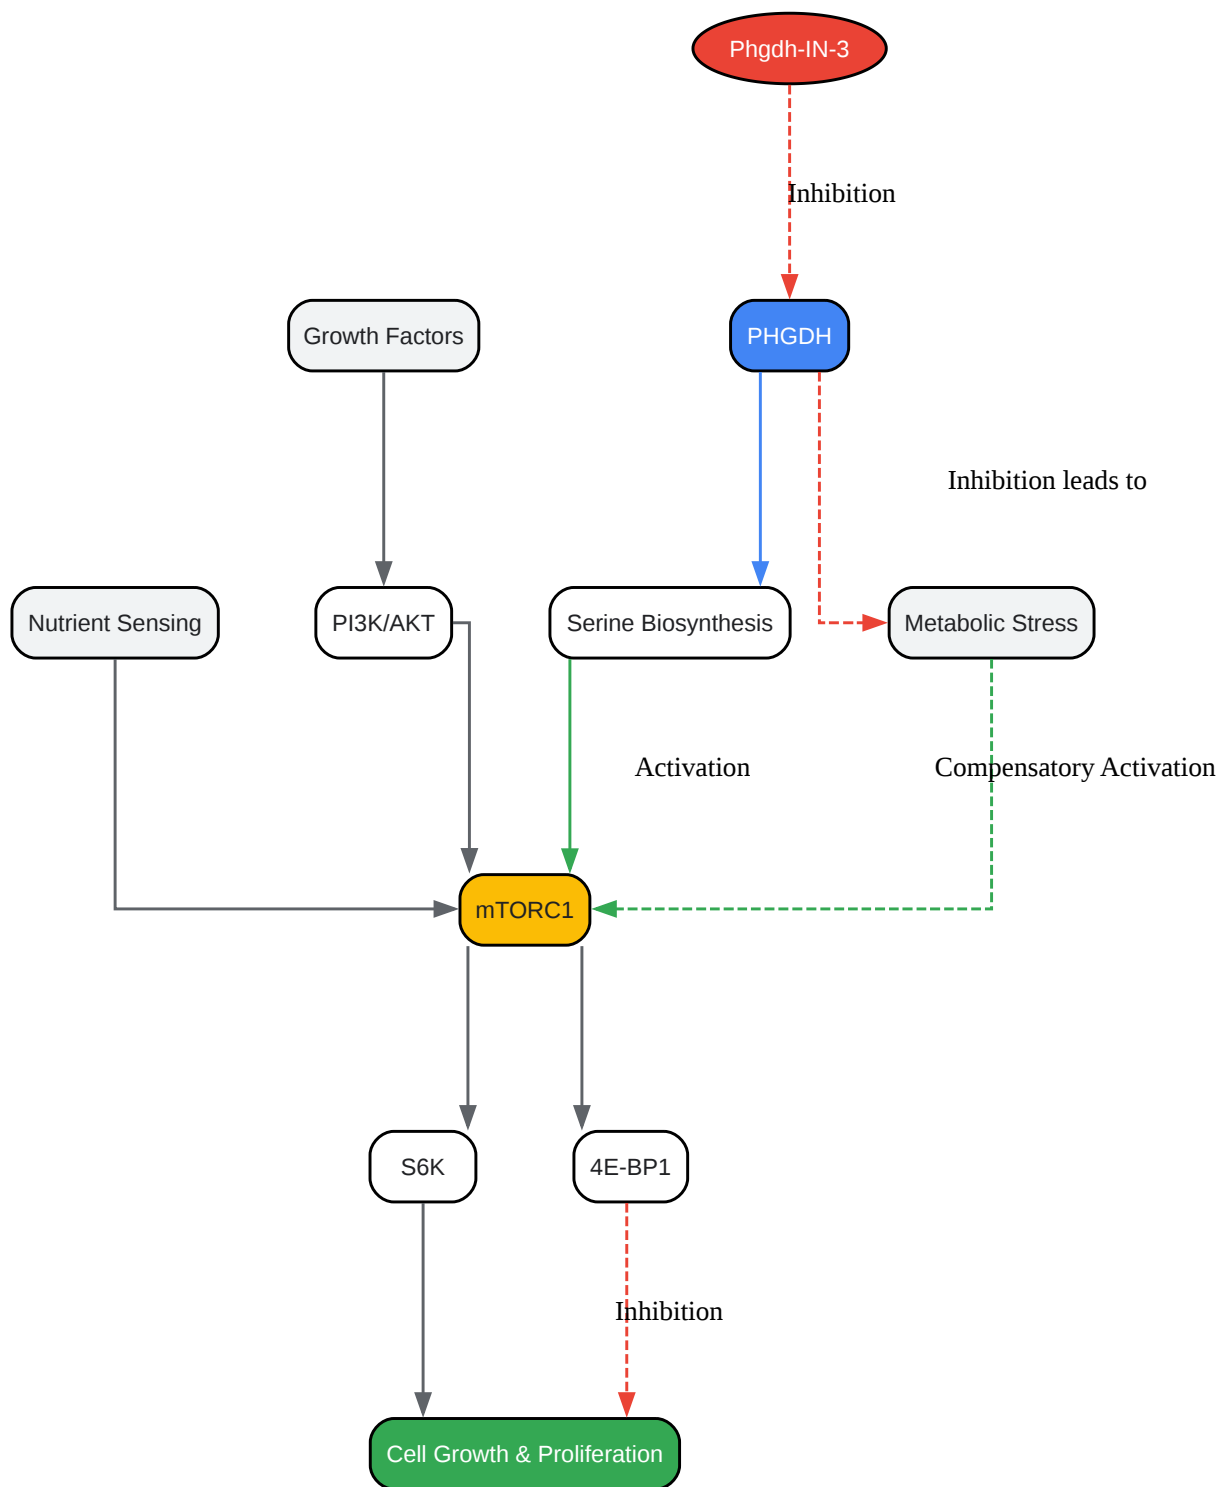 Phgdh-IN-3
Inhibition
Growth Factors
PHGDH
Inhibition leads to
Nutrient Sensing
PI3K/AKT
Serine Biosynthesis
Metabolic Stress
Activation
Compensatory Activation
mTORC1
S6K
4E-BP1
Inhibition
Cell Growth & Proliferation